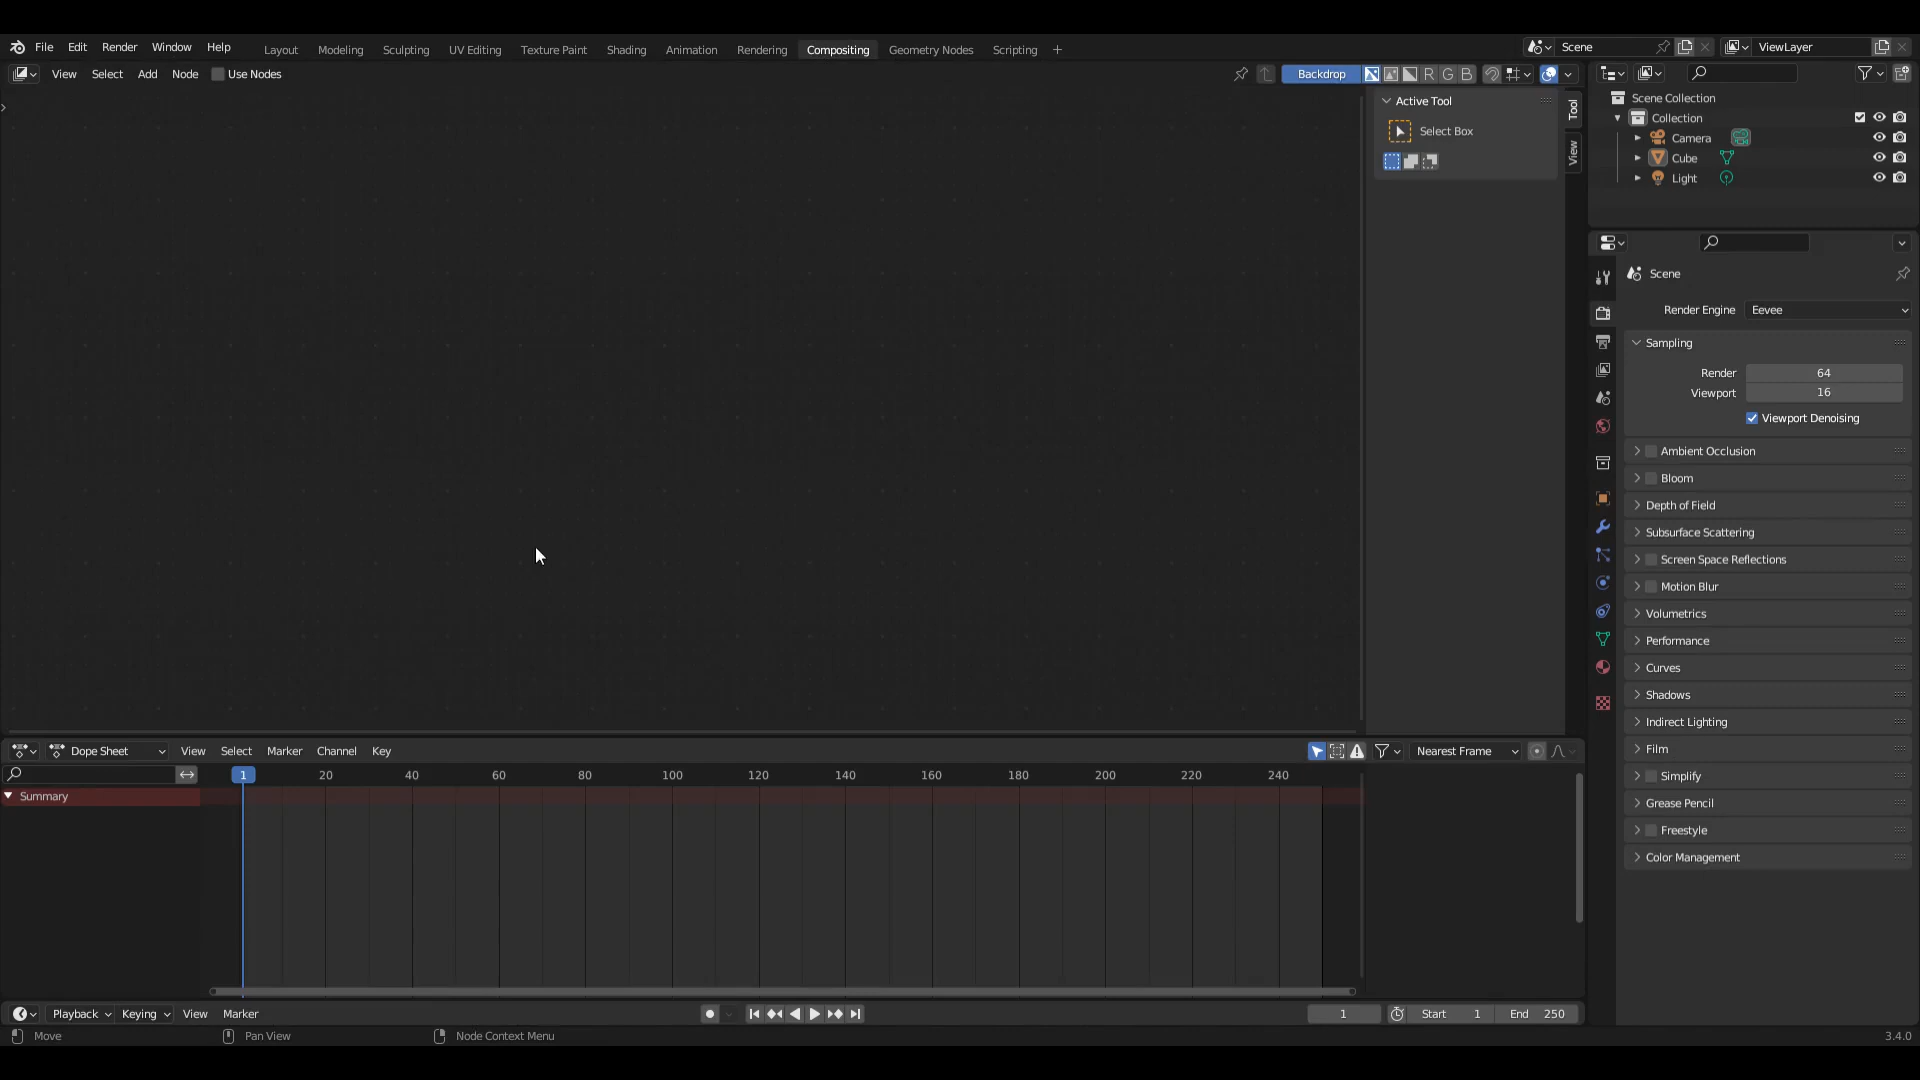 File Edit Render Window Help Layout Modeling Sculpting UV Editing Texture Paint Shading Animation Rendering Compositing Geometry Nodes Scripting + Scene ViewLayer
View Select Add Node Use Nodes Backdrop R G B
Active Tool
Select Box
Tool
View
Scene Collection
Collection
Camera
Cube
Light
Scene
Render Engine Eevee
Sampling
Render 64
Viewport 16
Viewport Denoising
Ambient Occlusion
Bloom
Depth of Field
Subsurface Scattering
Screen Space Reflections
Motion Blur
Volumetrics
Performance
Curves
Shadows
Indirect Lighting
Film
Simplify
Grease Pencil
Freestyle
Color Management
Dope Sheet View Select Marker Channel Key Nearest Frame
1 20 40 60 80 100 120 140 160 180 200 220 240
Summary
Playback Keying View Marker 1 Start 1 End 250
Move Pan View Node Context Menu 3.4.0